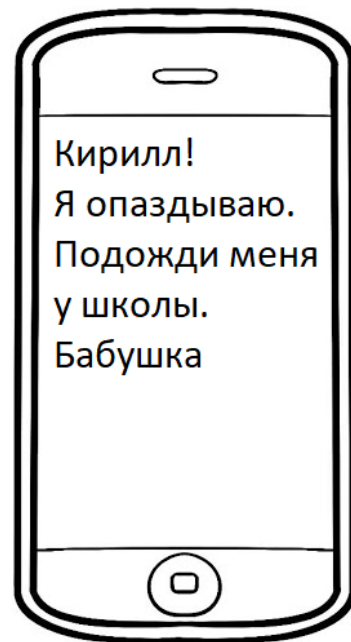 Кирилл!
Я опаздываю.
Подожди меня
у школы.
Бабушка